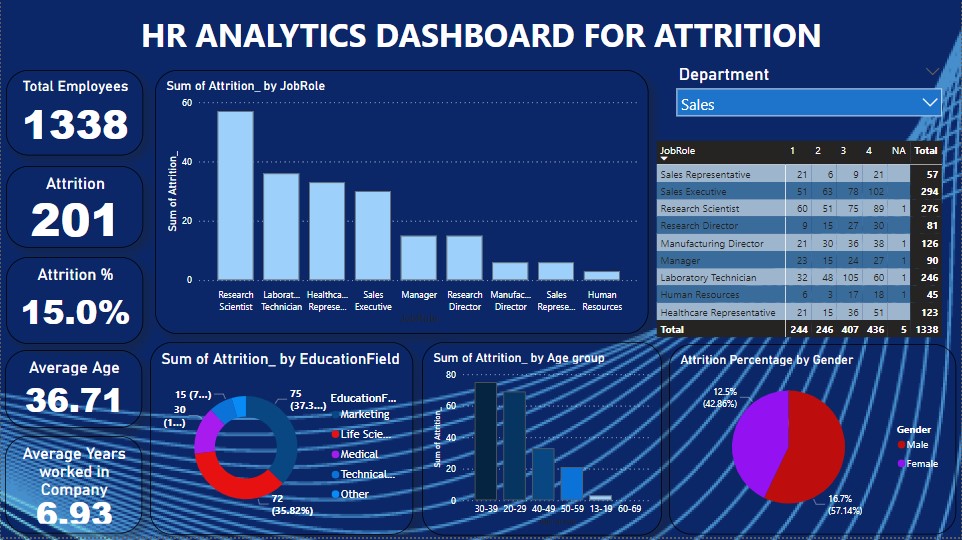 HR ANALYTICS DASHBOARD FOR ATTRITION
Total Employees
1338
Attrition
201
Attrition %
15.0%
Average Age
36.71
Average Years
worked in
Company
6.93
Sum of Attrition_ by JobRole
Sum of Attrition_
60
40
20
0
Research Scientist
Laborat... Technician
Healthca... Represe...
Sales Executive
Manager
Research Director
Manufac... Director
Sales Represe...
Human Resources
Department
Sales
JobRole 1 2 3 4 NA Total
Sales Representative 21 6 9 21 57
Sales Executive 51 63 78 102 294
Research Scientist 60 51 75 89 1 276
Research Director 9 15 27 30 81
Manufacturing Director 21 30 36 38 1 126
Manager 23 15 24 27 1 90
Laboratory Technician 32 48 105 60 1 246
Human Resources 6 3 17 18 1 45
Healthcare Representative 21 15 36 51 123
Total 244 246 407 436 5 1338
Sum of Attrition_ by EducationField
15 (7...)
30
(1...)
75
(37.3...)
72
(35.82%)
EducationF...
Marketing
Life Scie...
Medical
Technical...
Other
Sum of Attrition_ by Age group
Sum of Attrition_
80
60
40
20
0
30-39 20-29 40-49 50-59 13-19 60-69
Attrition Percentage by Gender
12.5%
(42.86%)
16.7%
(57.14%)
Gender
Male
Female